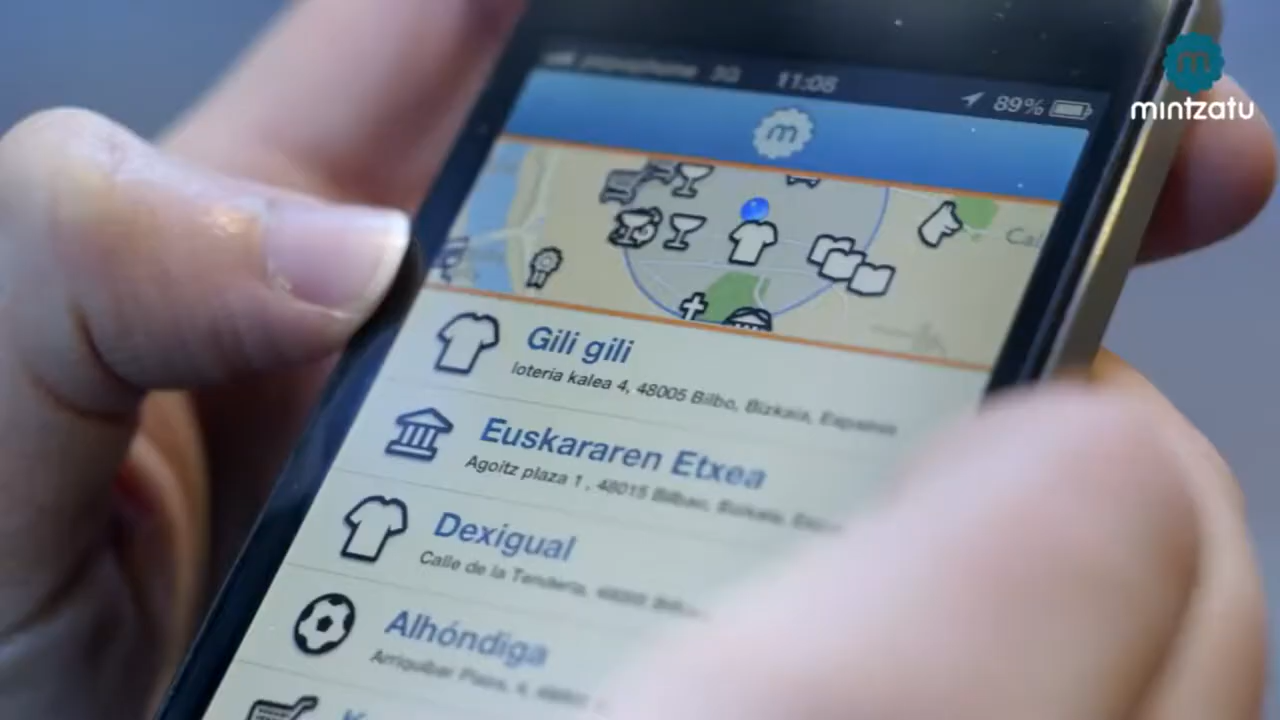 3G 11:08 89%
m
m
mintzatu
Gili gili
loteria kalea 4, 48005 Bilbo, Bizkaia, Espainia
Euskararen Etxea
Agoitz plaza 1 , 48015 Bilbao, Bizkaia,
Dexigual
Calle de la Tendería,
Alhóndiga
Arriquibar Plaza, 4,